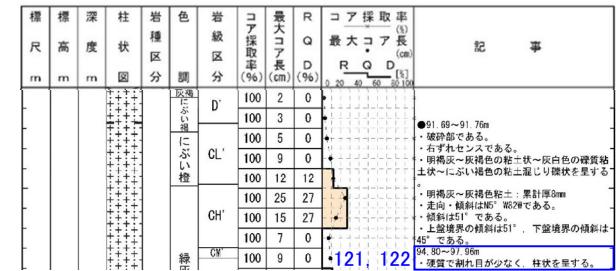 標尺 m
標高 m
深度 m
柱状図
岩種区分
色調
岩級区分
コア採取率 (%)
最大コア長 (cm)
RQD (%)
コア採取率 (%)
最大コア長 (cm)
RQD [%]
0 20 40 60 80 100
記事
灰褐
にぶい褐
にぶい橙
D'
CL'
CH'
CM'
100 2 0
100 3 0
100 5 0
100 9 0
100 12 12
100 25 27
100 15 27
100 7 0
100 9 0
●91.69~91.76m
・破砕部である。
・右ずれセンスである。
・明褐灰~灰褐色の粘土状~灰白色の礫質粘
土状~にぶい褐色の粘土混じり礫状を呈する
。
・明褐灰~灰褐色粘土:累計厚8mm
・走向・傾斜はN5°W82Wである。
・傾斜は51°である。
・上盤境界の傾斜は51°、下盤境界の傾斜は
45°である。
94.80~97.96m
・硬質で割れ目が少なく、柱状を呈する。
121, 122